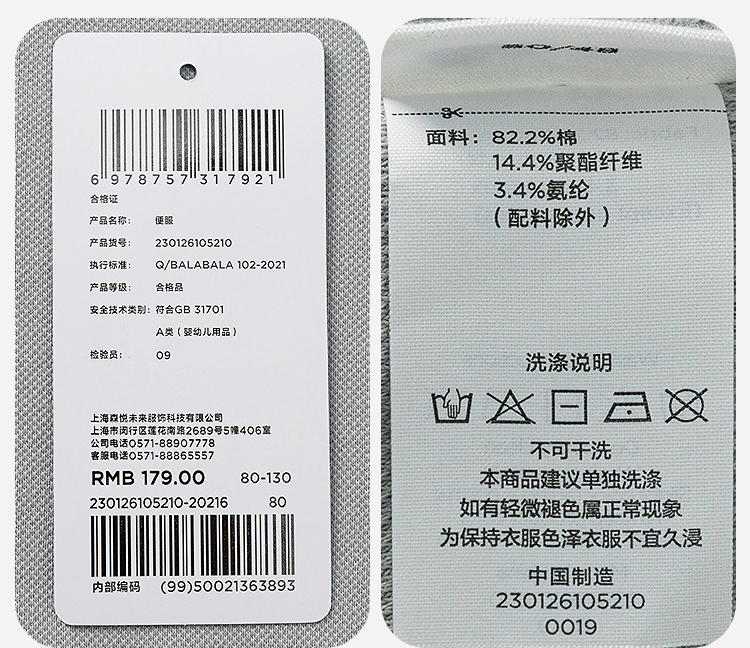 6 978757 317921
合格证
产品名称： 便服
产品货号： 230126105210
执行标准： Q/BALABALA 102-2021
产品等级： 合格品
安全技术类别：符合GB 31701
A类（婴幼儿用品）
检验员： 09
上海森悦未来服饰科技有限公司
上海市闵行区莲花南路2689号5幢406室
公司电话0571-88907778
客服电话0571-88865557
RMB 179.00 80-130
230126105210-20216 80
内部编码 (99)50021363893
面料：82.2%棉
14.4%聚酯纤维
3.4%氨纶
（配料除外）
洗涤说明
不可干洗
本商品建议单独洗涤
如有轻微褪色属正常现象
为保持衣服色泽衣服不宜久浸
中国制造
230126105210
0019